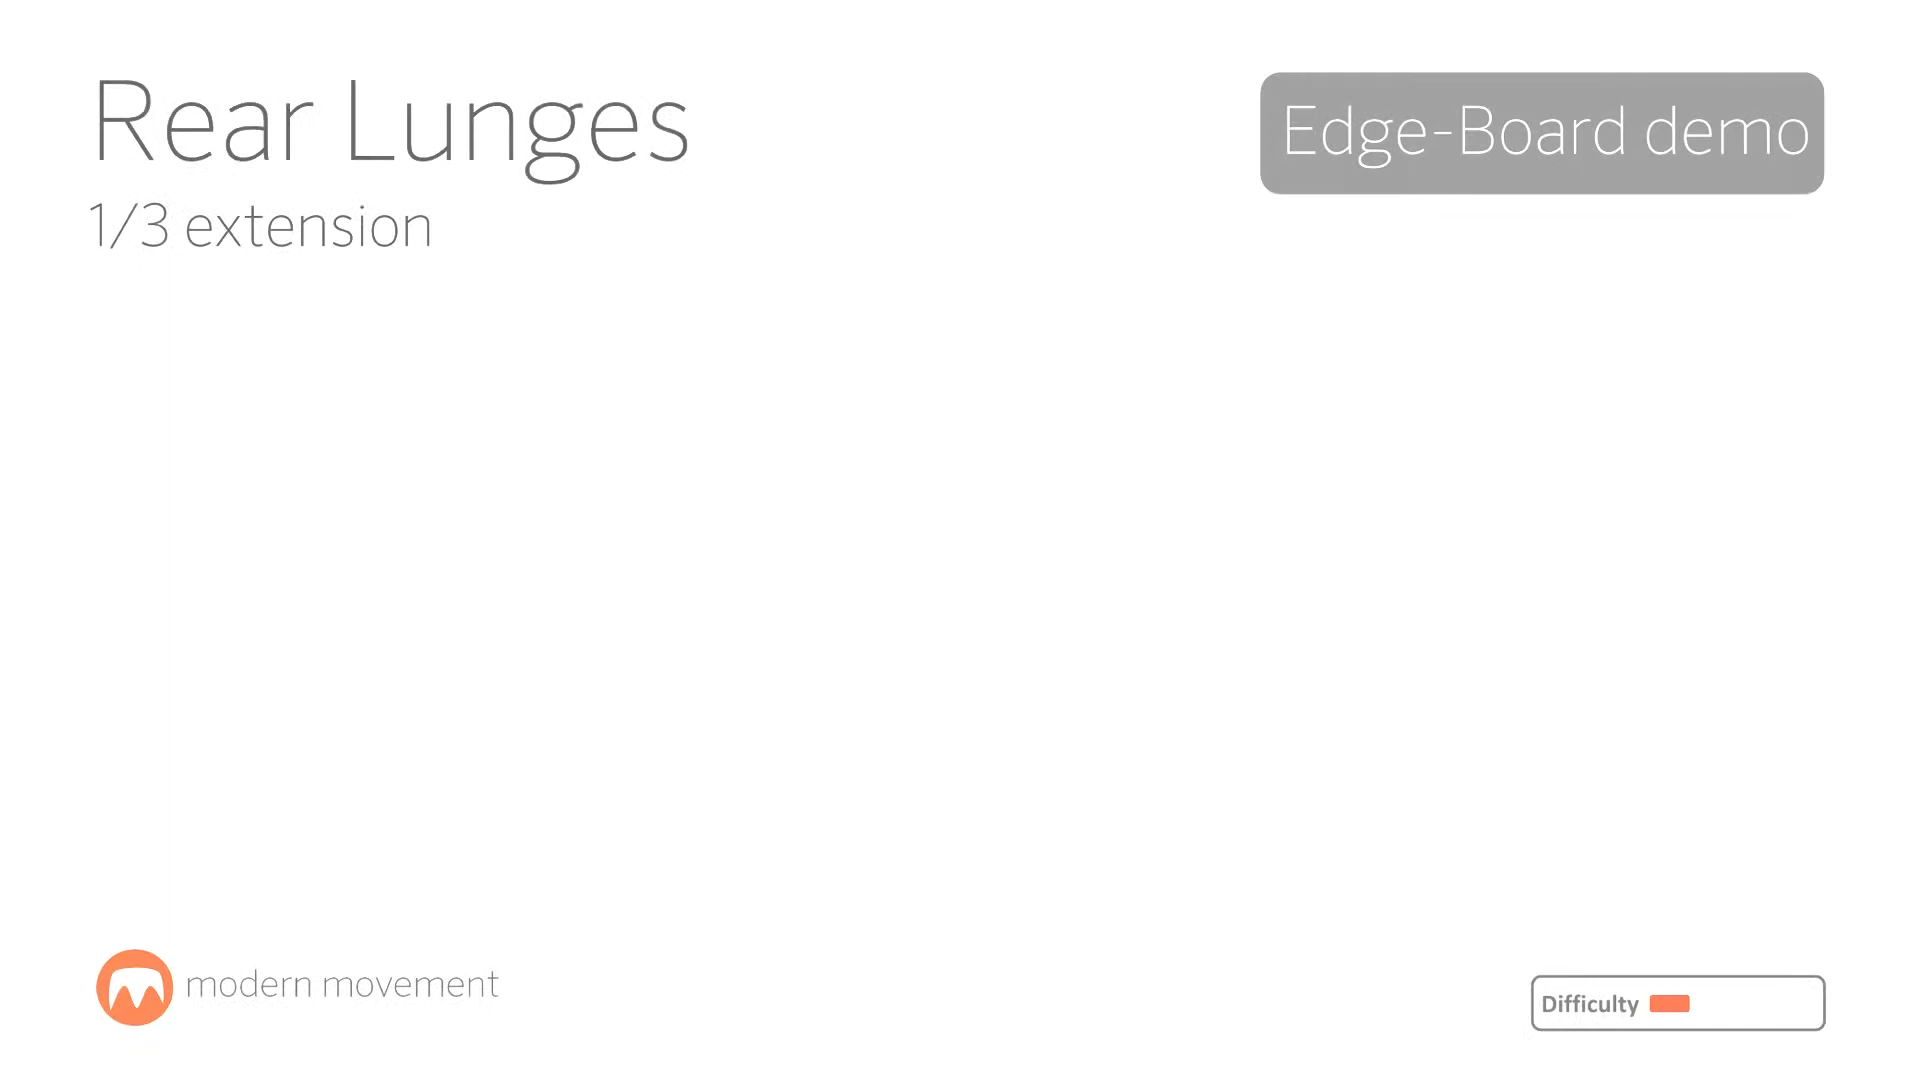 Rear Lunges
1/3 extension
Edge-Board demo
modern movement
Difficulty